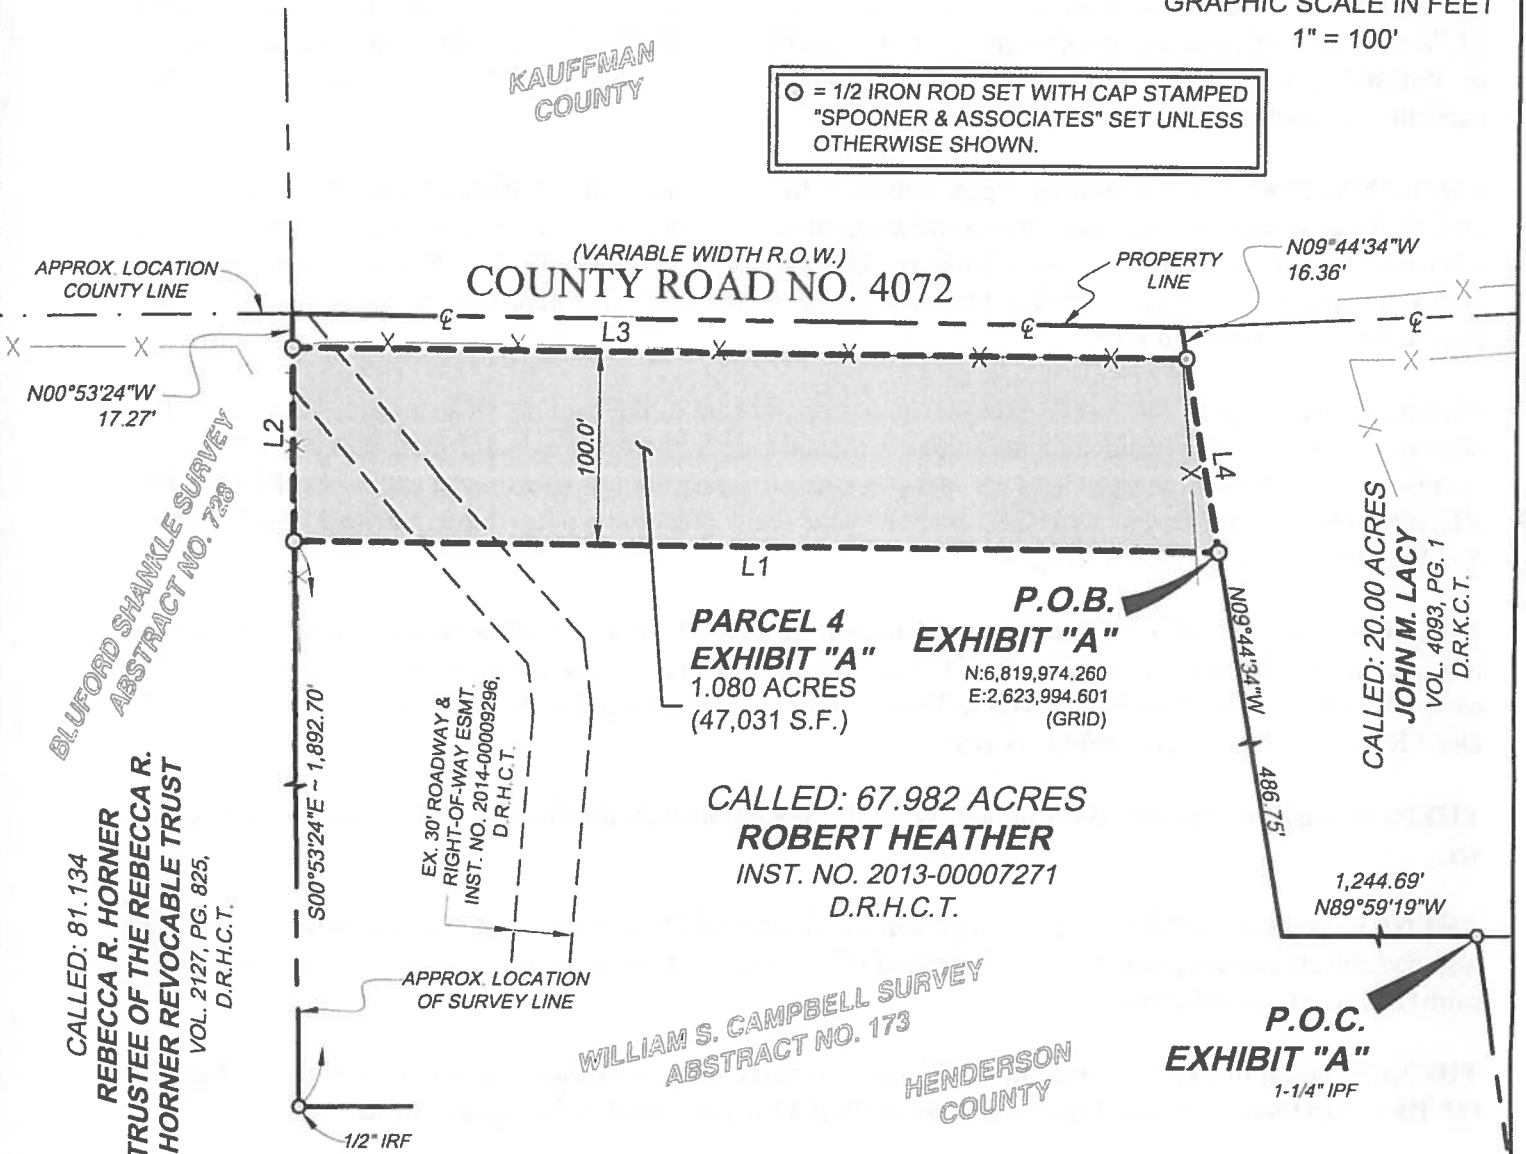 GRAPHIC SCALE IN FEET
1" = 100'
KAUFFMAN
COUNTY
= 1/2 IRON ROD SET WITH CAP STAMPED
"SPOONER & ASSOCIATES" SET UNLESS
OTHERWISE SHOWN.
(VARIABLE WIDTH R.O.W.)
COUNTY ROAD NO. 4072
APPROX. LOCATION
COUNTY LINE
PROPERTY
LINE
N09°44'34"W
16.36'
N00°53'24"W
17.27'
L3
L2
100.0'
L4
L1
BLUFORD SHANKLE SURVEY
ABSTRACT NO. 728
PARCEL 4
EXHIBIT "A"
1.080 ACRES
(47,031 S.F.)
P.O.B.
EXHIBIT "A"
N:6,819,974.260
E:2,623,994.601
(GRID)
N09°44'34"W
486.75'
CALLED: 20.00 ACRES
JOHN M. LACY
VOL. 4093, PG. 1
D.R.K.C.T.
S00°53'24"E ~ 1,892.70'
EX. 30' ROADWAY &
RIGHT-OF-WAY ESMT.
INST. NO. 2014-00009296,
D.R.H.C.T.
CALLED: 67.982 ACRES
ROBERT HEATHER
INST. NO. 2013-00007271
D.R.H.C.T.
CALLED: 81.134
REBECCA R. HORNER
TRUSTEE OF THE REBECCA R.
HORNER REVOCABLE TRUST
VOL. 2127, PG. 825,
D.R.H.C.T.
1,244.69'
N89°59'19"W
APPROX. LOCATION
OF SURVEY LINE
WILLIAM S. CAMPBELL SURVEY
ABSTRACT NO. 173
HENDERSON
COUNTY
P.O.C.
EXHIBIT "A"
1-1/4" IPF
1/2" IRF